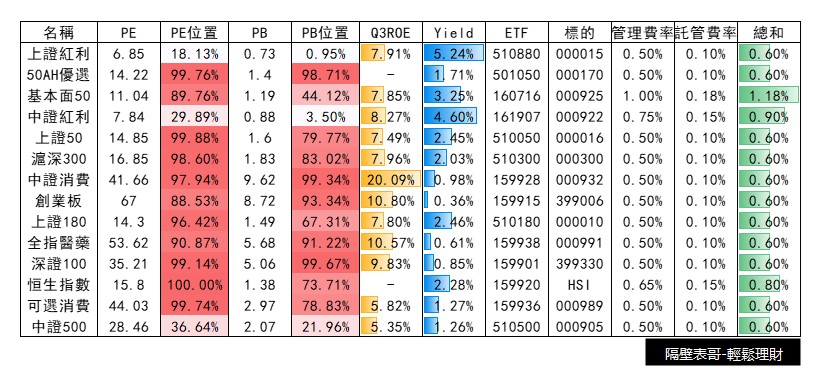 名稱 PE PE位置 PB PB位置 Q3ROE Yield ETF 標的 管理費率 託管費率 總和
上證紅利 6.85 18.13% 0.73 0.95% 7.91% 5.24% 510880 000015 0.50% 0.10% 0.60%
50AH優選 14.22 99.76% 1.4 98.71% - 1.71% 501050 000170 0.50% 0.10% 0.60%
基本面50 11.04 89.76% 1.19 44.12% 7.85% 3.25% 160716 000925 1.00% 0.18% 1.18%
中證紅利 7.84 29.89% 0.88 3.50% 8.27% 4.60% 161907 000922 0.75% 0.15% 0.90%
上證50 14.85 99.88% 1.6 79.77% 7.49% 2.45% 510050 000016 0.50% 0.10% 0.60%
滬深300 16.85 98.60% 1.83 83.02% 7.96% 2.03% 510300 000300 0.50% 0.10% 0.60%
中證消費 41.66 97.94% 9.62 99.34% 20.09% 0.98% 159928 000932 0.50% 0.10% 0.60%
創業板 67 88.53% 8.72 93.34% 10.80% 0.36% 159915 399006 0.50% 0.10% 0.60%
上證180 14.3 96.42% 1.49 67.31% 7.80% 2.46% 510180 000010 0.50% 0.10% 0.60%
全指醫藥 53.62 90.87% 5.68 91.22% 10.57% 0.61% 159938 000991 0.50% 0.10% 0.60%
深證100 35.21 99.14% 5.06 99.67% 9.83% 0.85% 159901 399330 0.50% 0.10% 0.60%
恒生指數 15.8 100.00% 1.38 73.71% - 2.28% 159920 HSI 0.65% 0.15% 0.80%
可選消費 44.03 99.74% 2.97 78.83% 5.82% 1.27% 159936 000989 0.50% 0.10% 0.60%
中證500 28.46 36.64% 2.07 21.96% 5.35% 1.26% 510500 000905 0.50% 0.10% 0.60%
隔壁表哥-輕鬆理財